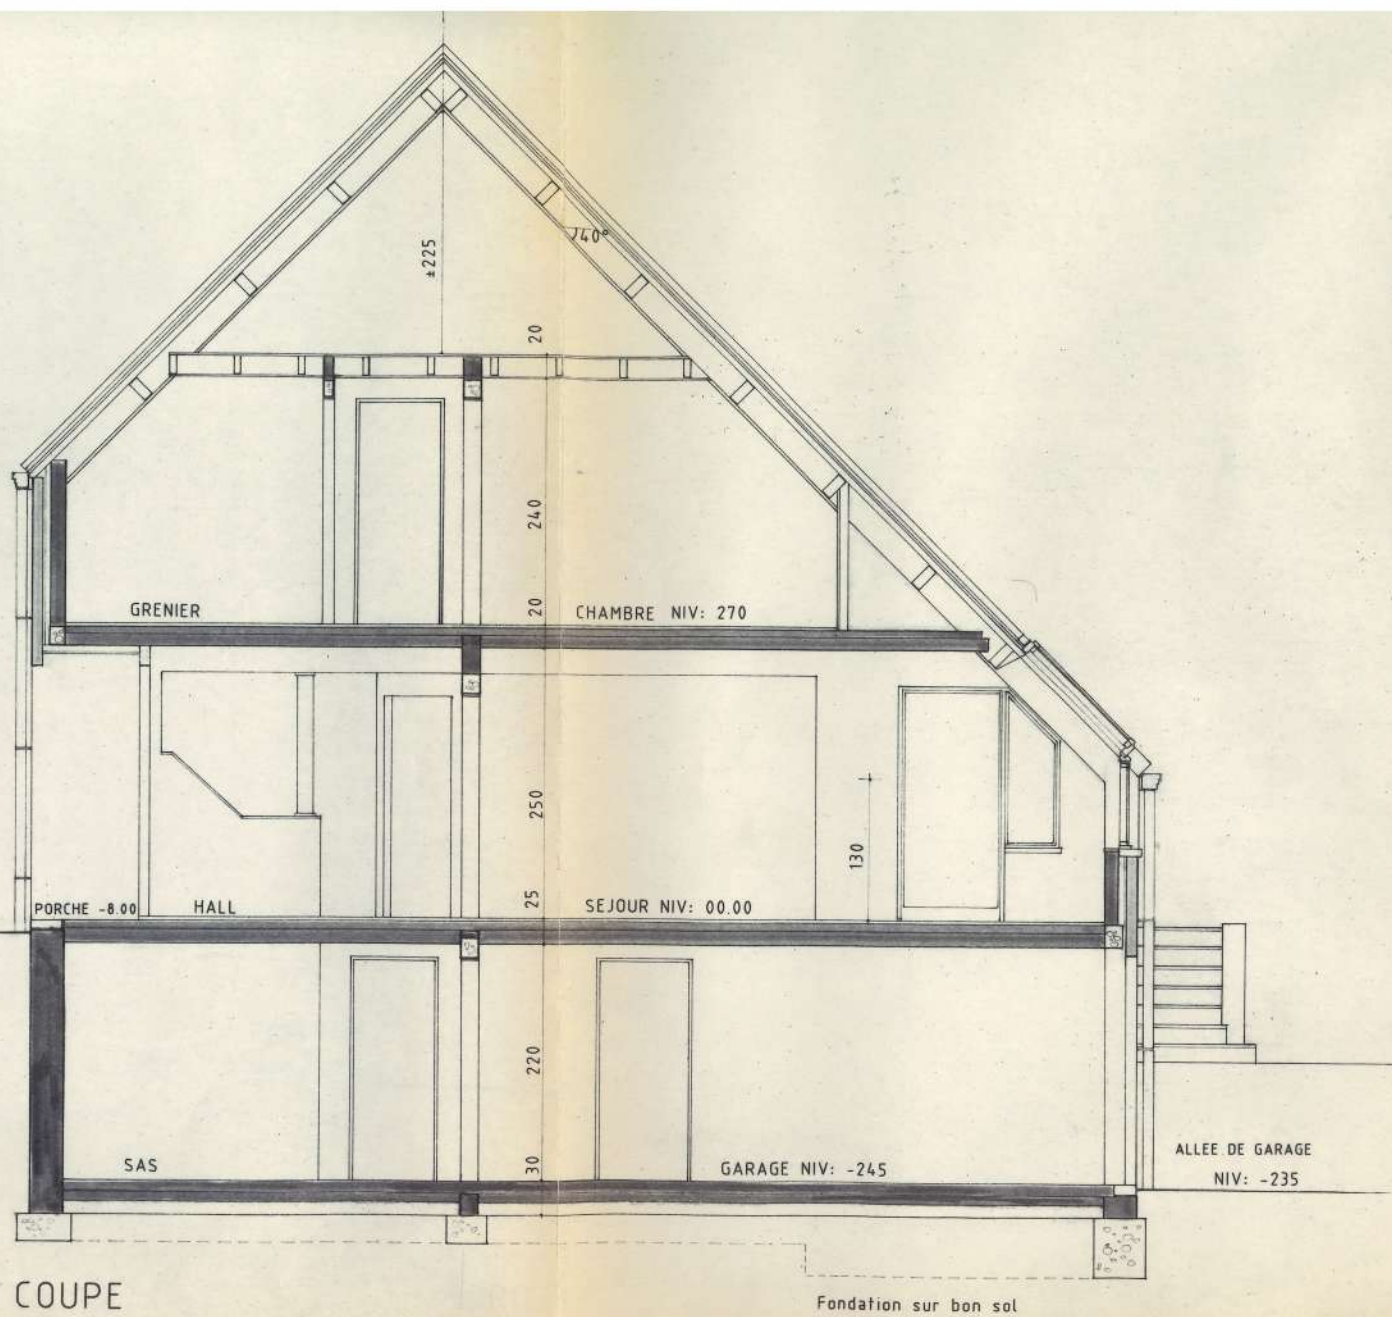 40°
±225
20
240
GRENIER
20
CHAMBRE NIV: 270
250
130
PORCHE -8.00
HALL
25
SEJOUR NIV: 00.00
220
SAS
30
GARAGE NIV: -245
ALLEE DE GARAGE
NIV: -235
COUPE
Fondation sur bon sol